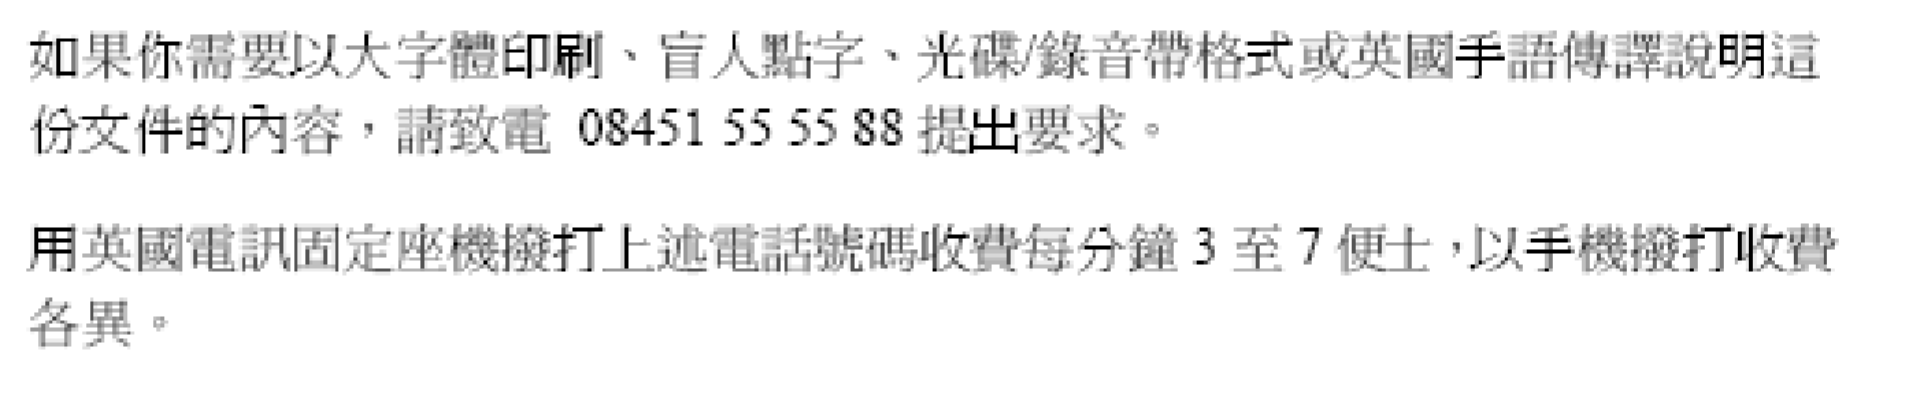 如果你需要以大字體印刷、盲人點字、光碟/錄音帶格式或英國手語傳譯說明這
份文件的內容，請致電 08451 55 55 88 提出要求。
用英國電訊固定座機撥打上述電話號碼收費每分鐘 3 至 7 便士，以手機撥打收費
各異。